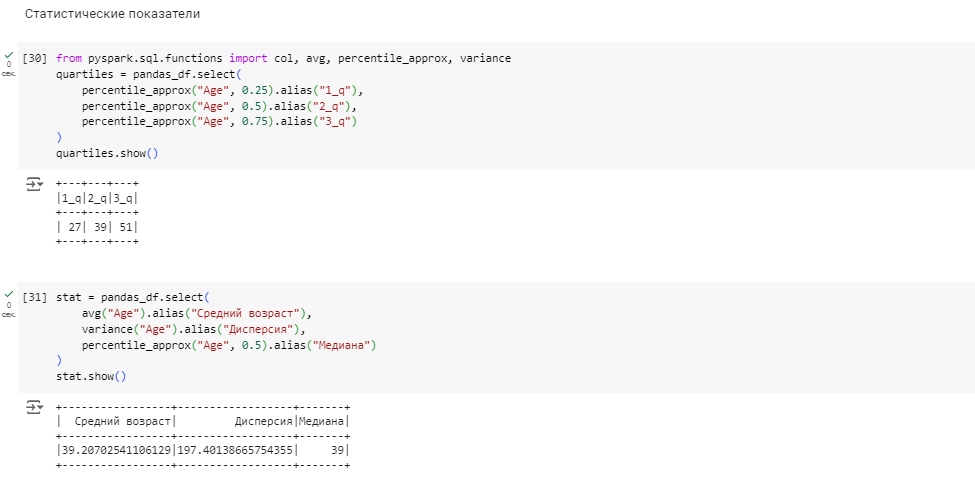 Статистические показатели
[30] from pyspark.sql.functions import col, avg, percentile_approx, variance
quartiles = pandas_df.select(
    percentile_approx("Age", 0.25).alias("1_q"),
    percentile_approx("Age", 0.5).alias("2_q"),
    percentile_approx("Age", 0.75).alias("3_q")
)
quartiles.show()
0
сек.
+---+---+---+
|1_q|2_q|3_q|
+---+---+---+
| 27| 39| 51|
+---+---+---+
[31] stat = pandas_df.select(
    avg("Age").alias("Средний возраст"),
    variance("Age").alias("Дисперсия"),
    percentile_approx("Age", 0.5).alias("Медиана")
)
stat.show()
0
сек.
+-----------------+------------------+-------+
|  Средний возраст|         Дисперсия|Медиана|
+-----------------+------------------+-------+
|39.20702541106129|197.40138665754355|     39|
+-----------------+------------------+-------+